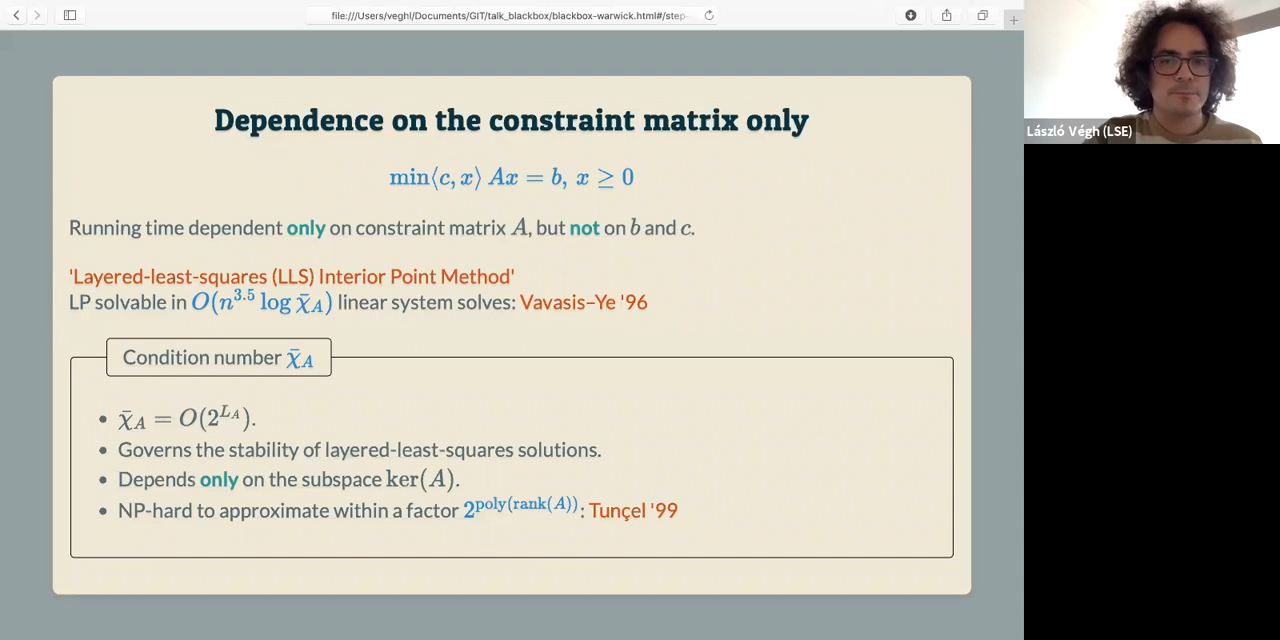 file:///Users/veghl/Documents/GIT/talk_blackbox/blackbox-warwick.html#/step-
László Végh (LSE)
Dependence on the constraint matrix only
min⟨c, x⟩ Ax = b, x ≥ 0
Running time dependent only on constraint matrix A, but not on b and c.
'Layered-least-squares (LLS) Interior Point Method'
LP solvable in O(n^{3.5} log χ̄_A) linear system solves: Vavasis–Ye '96
Condition number χ̄_A
• χ̄_A = O(2^{L_A}).
• Governs the stability of layered-least-squares solutions.
• Depends only on the subspace ker(A).
• NP-hard to approximate within a factor 2^{poly(rank(A))}: Tunçel '99